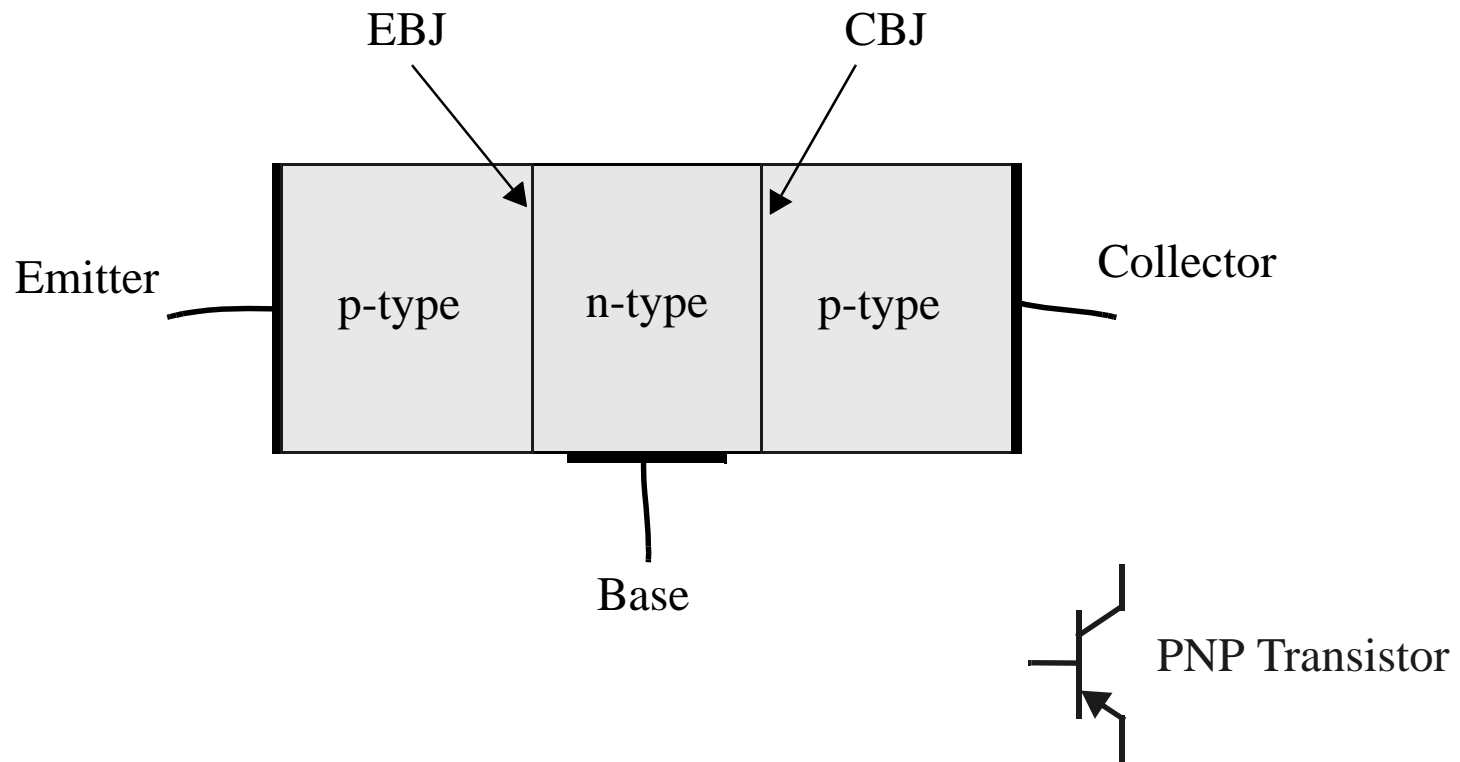 EBJ
CBJ
Emitter
p-type
n-type
p-type
Collector
Base
PNP Transistor